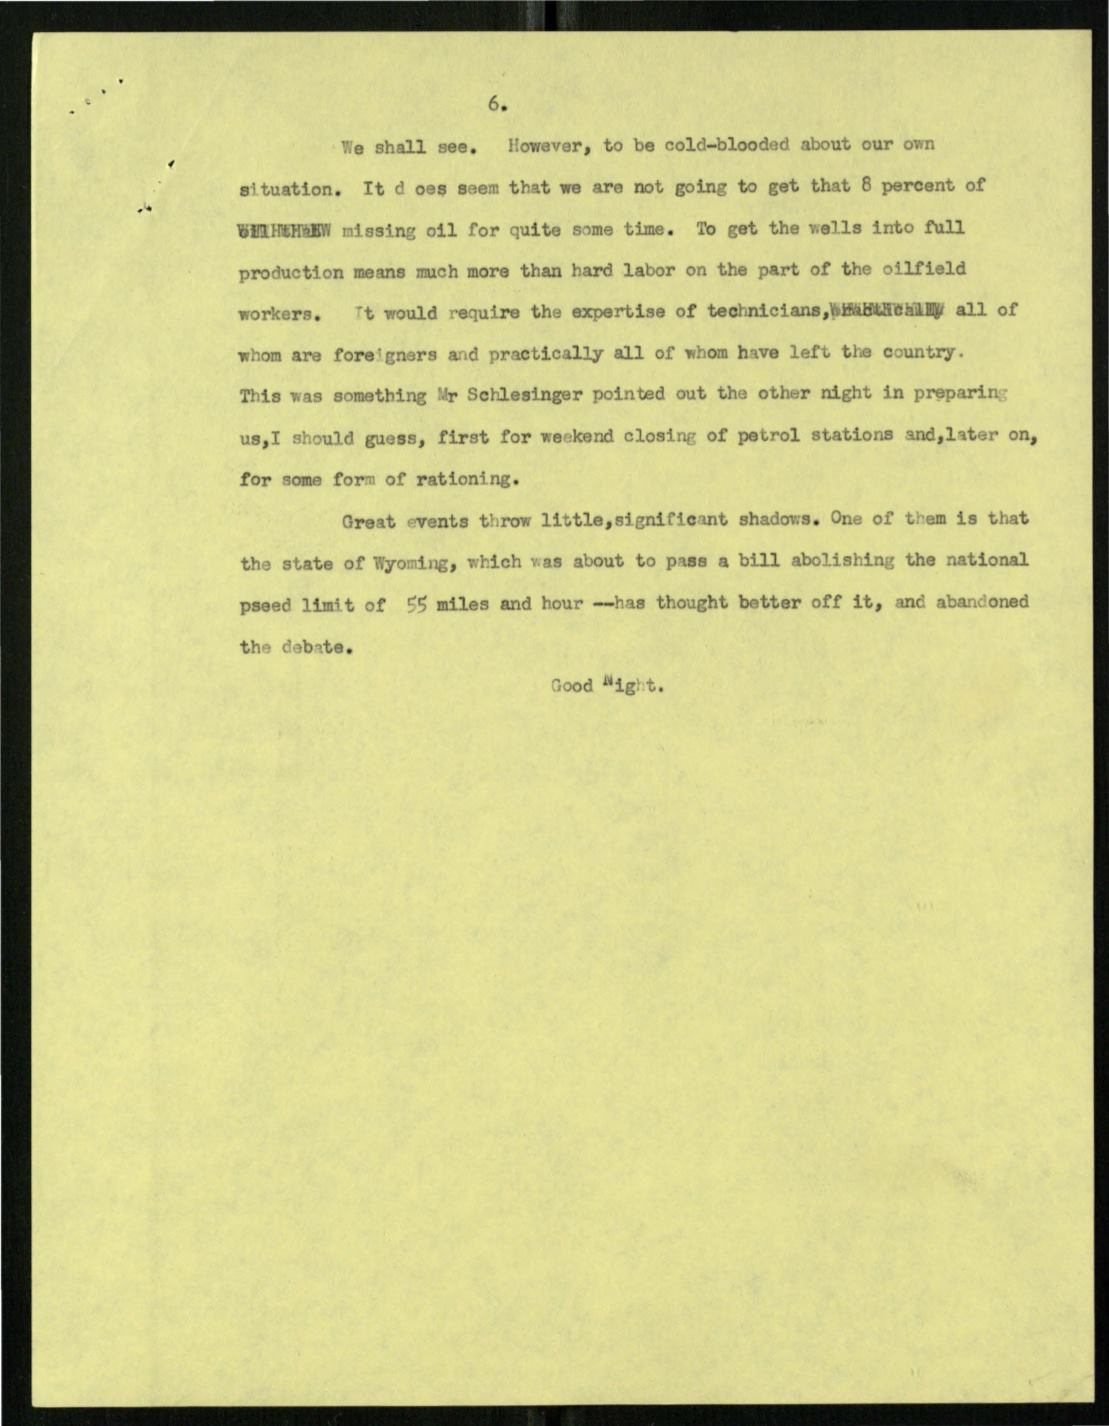 6.
We shall see. However, to be cold-blooded about our own
situation. It d oes seem that we are not going to get that 8 percent of
missing oil for quite some time. To get the wells into full
production means much more than hard labor on the part of the oilfield
workers. It would require the expertise of technicians, all of
whom are foreigners and practically all of whom have left the country.
This was something Mr Schlesinger pointed out the other night in preparing
us,I should guess, first for weekend closing of petrol stations and,later on,
for some form of rationing.
Great events throw little,significant shadows. One of them is that
the state of Wyoming, which was about to pass a bill abolishing the national
pseed limit of 55 miles and hour --has thought better off it, and abandoned
the debate.
Good Night.